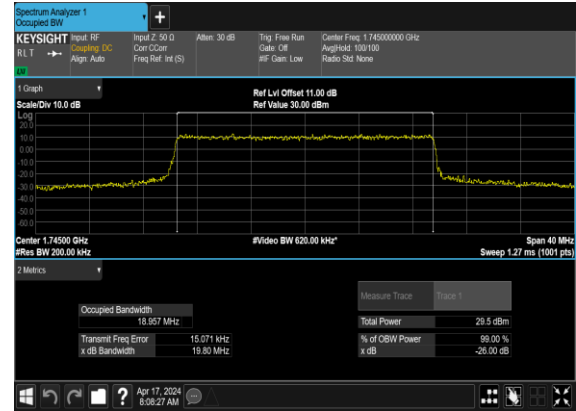 Spectrum Analyzer 1
Occupied BW
KEYSIGHT Input: RF Input Z: 50 Ω Atten: 30 dB Trig: Free Run Center Freq: 1.745000000 GHz
RLT Coupling: DC Corr CCorr Gate: Off Avg|Hold: 100/100
Align: Auto Freq Ref: Int (S) #IF Gain: Low Radio Std: None
LV
1 Graph Ref Lvl Offset 11.00 dB
Scale/Div 10.0 dB Ref Value 30.00 dBm
Log
20.0
10.0
0.00
-10.0
-20.0
-30.0
-40.0
-50.0
-60.0
Center 1.74500 GHz #Video BW 620.00 kHz* Span 40 MHz
#Res BW 200.00 kHz Sweep 1.27 ms (1001 pts)
2 Metrics
Measure Trace Trace 1
Occupied Bandwidth
18.957 MHz Total Power 29.5 dBm
Transmit Freq Error 15.071 kHz % of OBW Power 99.00 %
x dB Bandwidth 19.80 MHz x dB -26.00 dB
Apr 17, 2024
8:08:27 AM